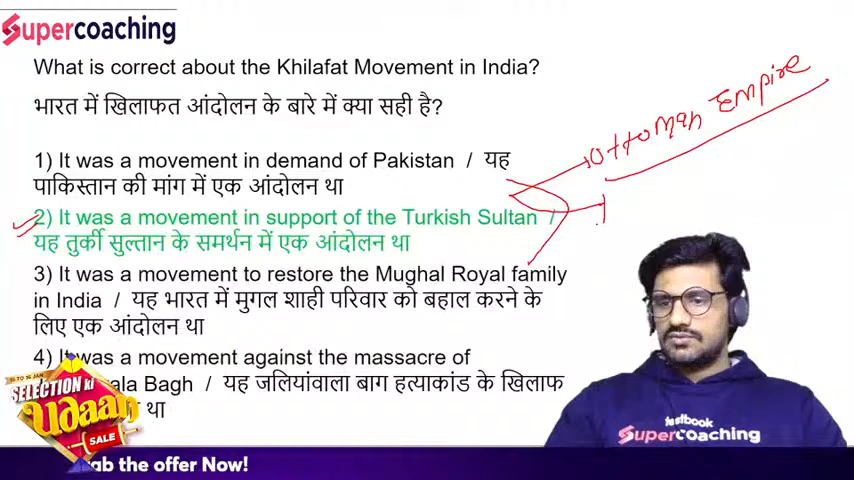 Supercoaching
What is correct about the Khilafat Movement in India?
भारत में खिलाफत आंदोलन के बारे में क्या सही है?
Ottoman Empire
1) It was a movement in demand of Pakistan / यह
पाकिस्तान की मांग में एक आंदोलन था
2) It was a movement in support of the Turkish Sultan /
यह तुर्की सुल्तान के समर्थन में एक आंदोलन था
3) It was a movement to restore the Mughal Royal family
in India / यह भारत में मुगल शाही परिवार को बहाल करने के
लिए एक आंदोलन था
4) It was a movement against the massacre of
ala Bagh / यह जलियांवाला बाग हत्याकांड के खिलाफ
था
SELECTION ki
Udaan
SALE
testbook
Supercoaching
ab the offer Now!